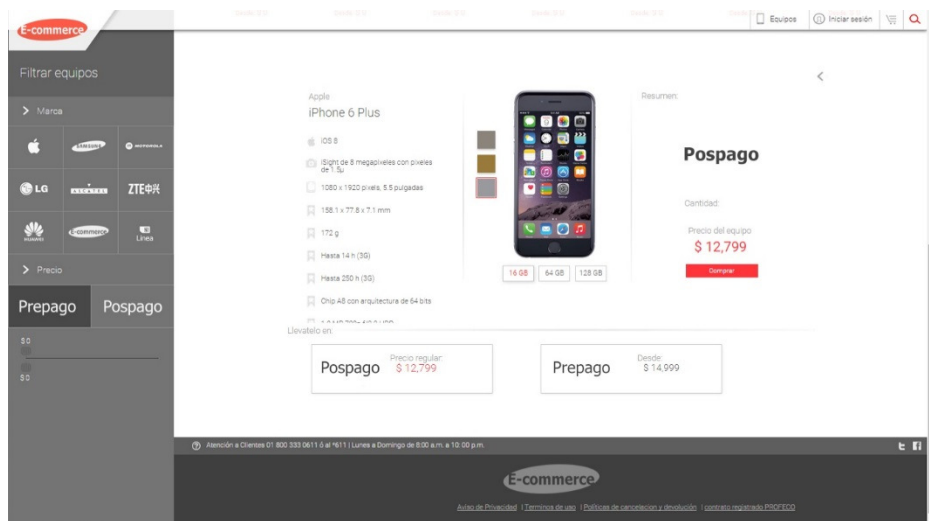 E-commerce
Equipos
Iniciar sesión
Filtrar equipos
Marca
SAMSUNG
MOTOROLA
LG
ALCATEL
ZTE中兴
HUAWEI
E-commerce
Linea
Precio
Prepago
Pospago
$0
$0
Apple
iPhone 6 Plus
iOS 8
iSight de 8 megapíxeles con pixeles
de 1.5µ
1080 x 1920 pixels, 5.5 pulgadas
158.1 x 77.8 x 7.1 mm
172 g
Hasta 14 h (3G)
Hasta 250 h (3G)
Chip A8 con arquitectura de 64 bits
16 GB
64 GB
128 GB
Resumen:
Pospago
Cantidad:
Precio del equipo
$ 12,799
Comprar
Llevatelo en:
Pospago
Precio regular:
$ 12,799
Prepago
Desde:
$ 14,999
Atención a Clientes 01 800 333 0611 ó al *611 | Lunes a Domingo de 8:00 a.m. a 10: 00 p.m.
E-commerce
Aviso de Privacidad | Terminos de uso | Políticas de cancelacion y devolución | contrato registrado PROFECO